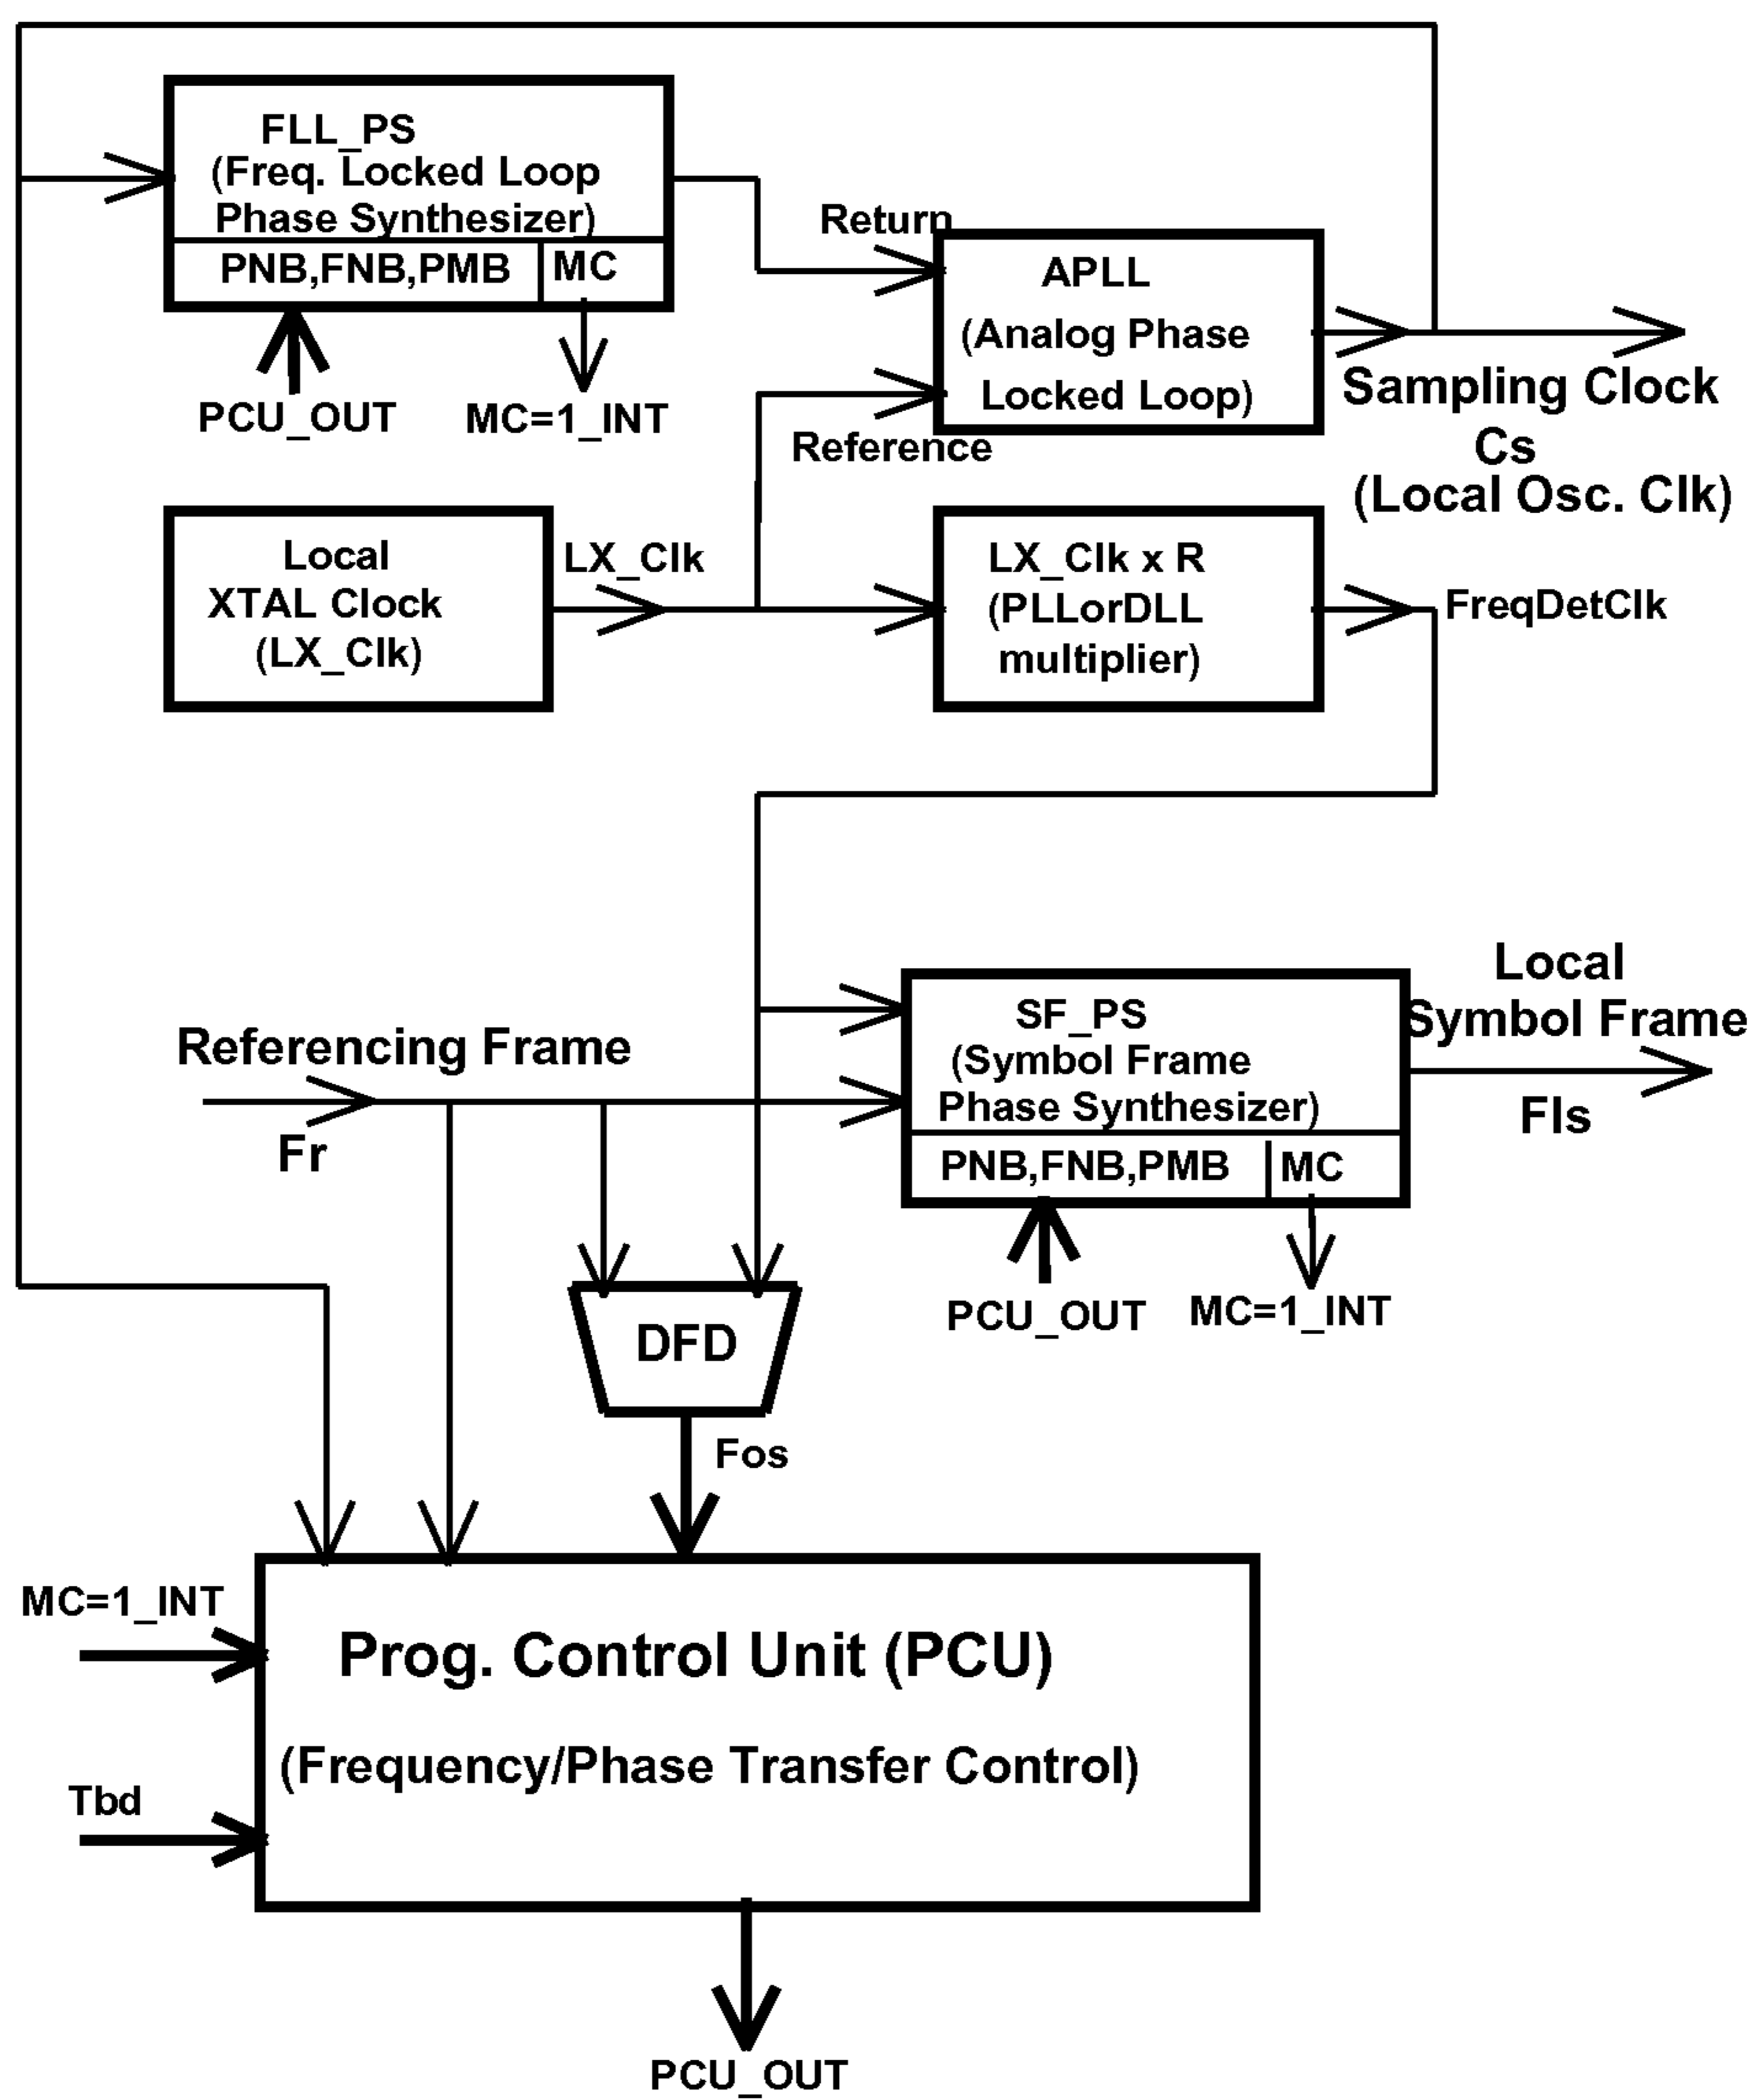 FLL_PS
(Freq. Locked Loop
Phase Synthesizer)
PNB,FNB,PMB
MC
PCU_OUT
MC=1_INT
Return
APLL
(Analog Phase
Locked Loop)
Reference
Sampling Clock
Cs
(Local Osc. Clk)
Local
XTAL Clock
(LX_Clk)
LX_Clk
LX_Clk x R
(PLLorDLL
multiplier)
FreqDetClk
Referencing Frame
Fr
SF_PS
(Symbol Frame
Phase Synthesizer)
PNB,FNB,PMB
MC
Local
Symbol Frame
Fls
PCU_OUT
MC=1_INT
DFD
Fos
MC=1_INT
Tbd
Prog. Control Unit (PCU)
(Frequency/Phase Transfer Control)
PCU_OUT